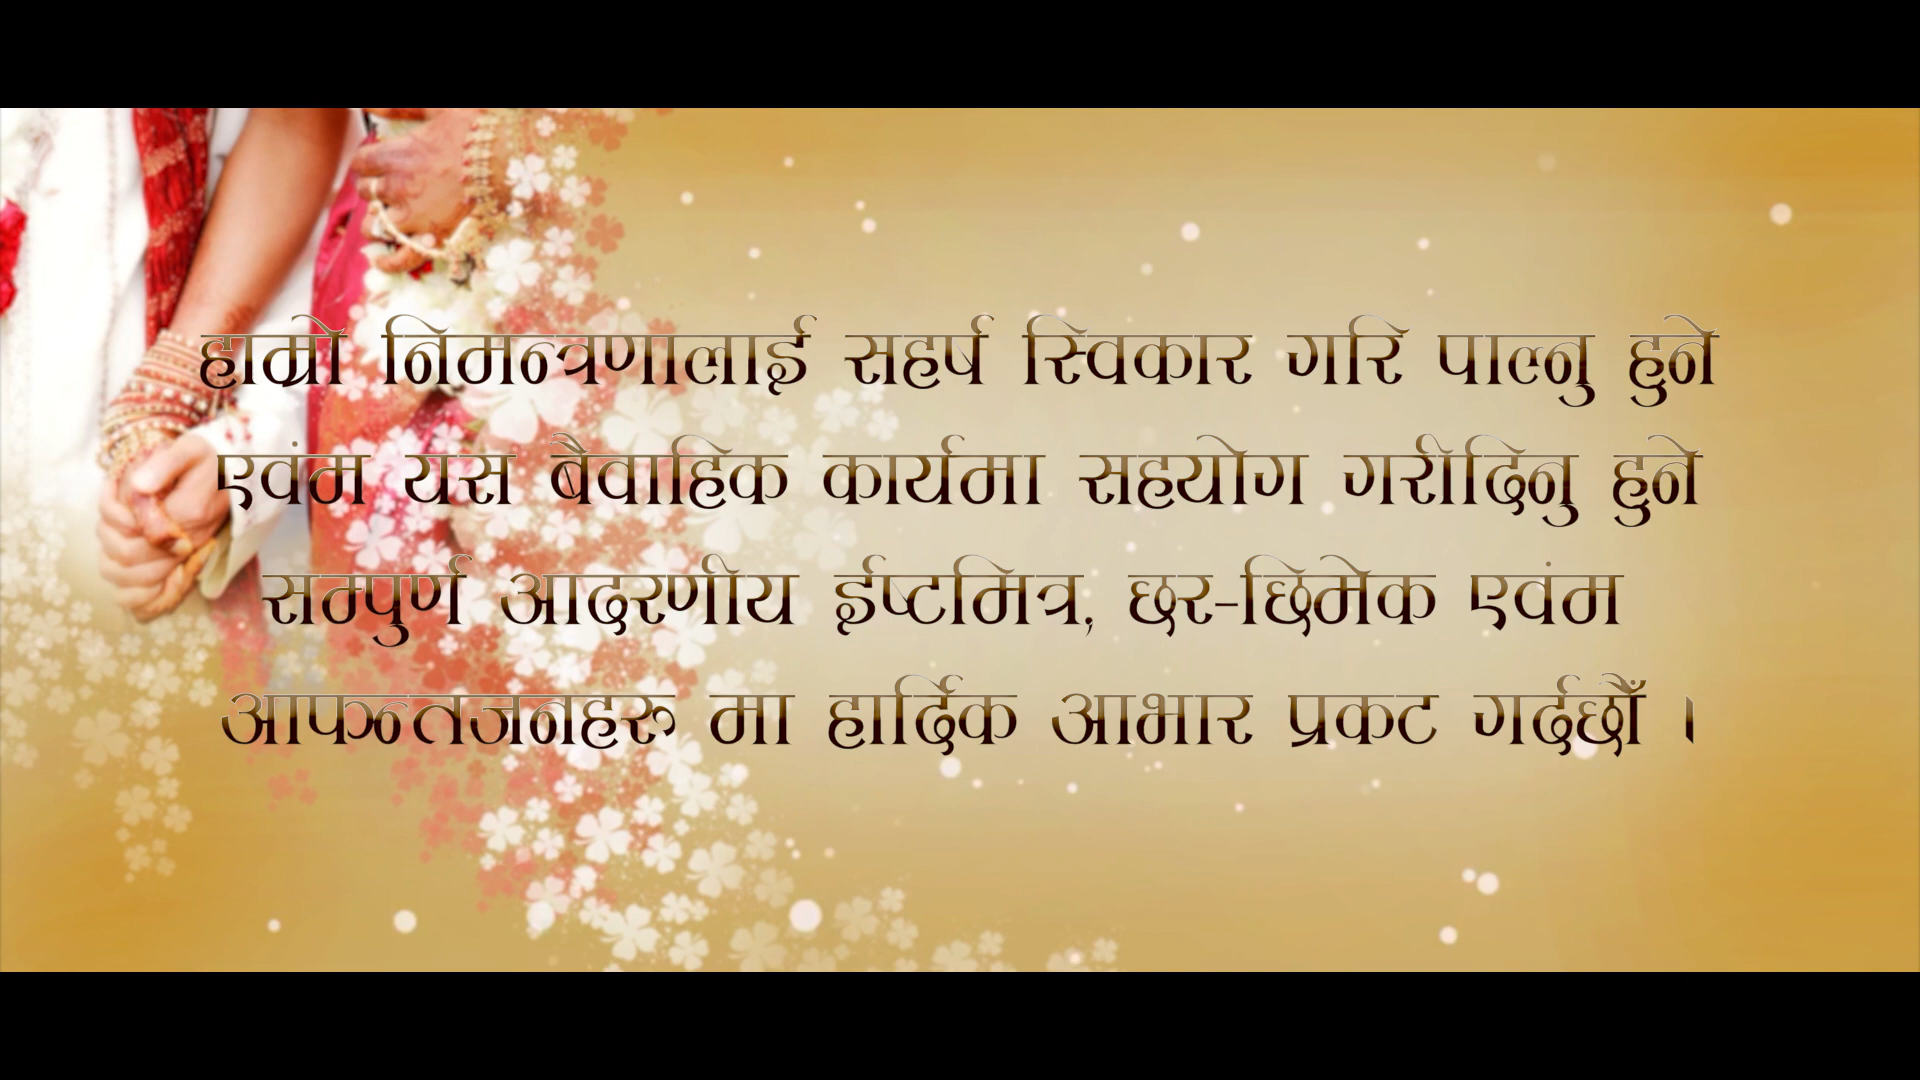 हाम्रो निमन्त्रणालाई सहर्ष स्विकार गरि पाल्नु हुने
एवंम यस बैवाहिक कार्यमा सहयोग गरीदिनु हुने
सम्पुर्ण आदरणीय ईष्टमित्र, छर-छिमेक एवंम
आफन्तजनहरु मा हार्दिक आभार प्रकट गर्दछौं ।